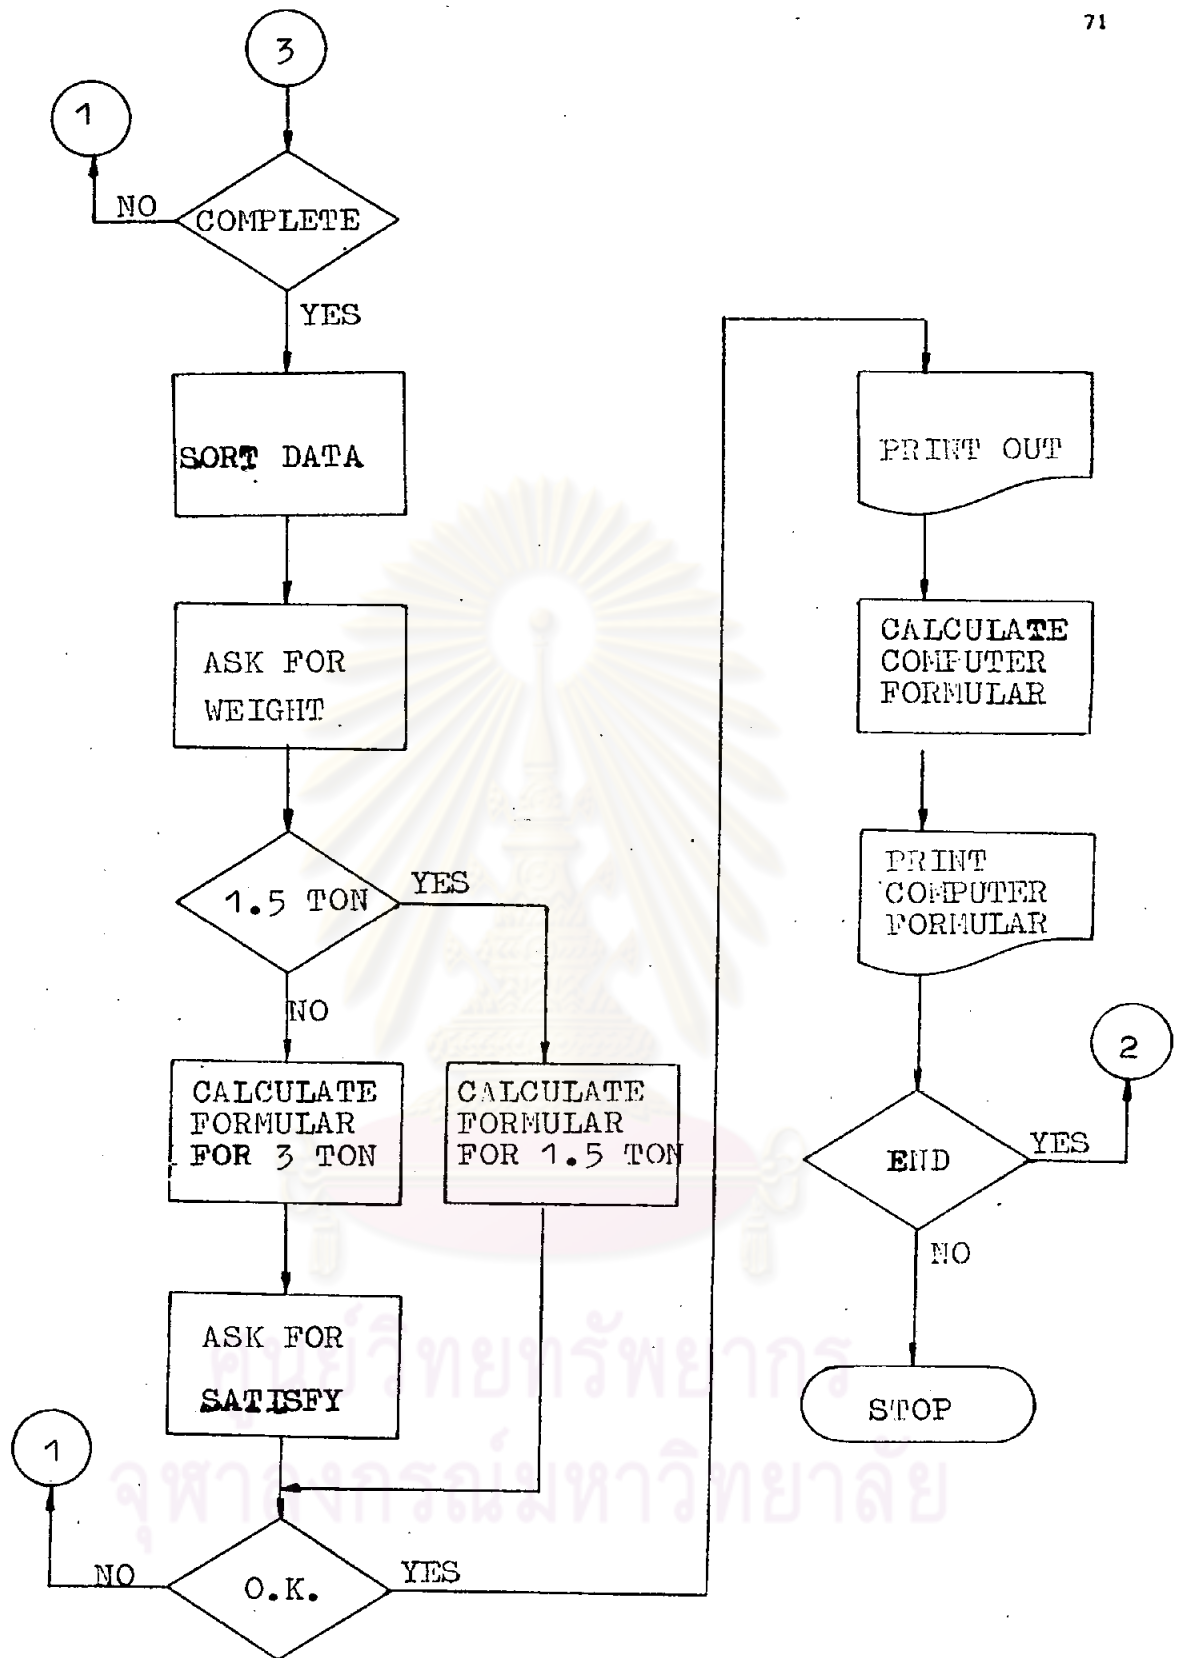 71
3
1
NO
COMPLETE
YES
SORT DATA
ASK FOR
WEIGHT
1.5 TON
YES
NO
CALCULATE
FORMULAR
FOR 3 TON
CALCULATE
FORMULAR
FOR 1.5 TON
ASK FOR
SATISFY
1
NO
O.K.
YES
PRINT OUT
CALCULATE
COMPUTER
FORMULAR
PRINT
COMPUTER
FORMULAR
2
END
YES
NO
STOP
ศูนย์วิทยทรัพยากร
จุฬาลงกรณ์มหาวิทยาลัย